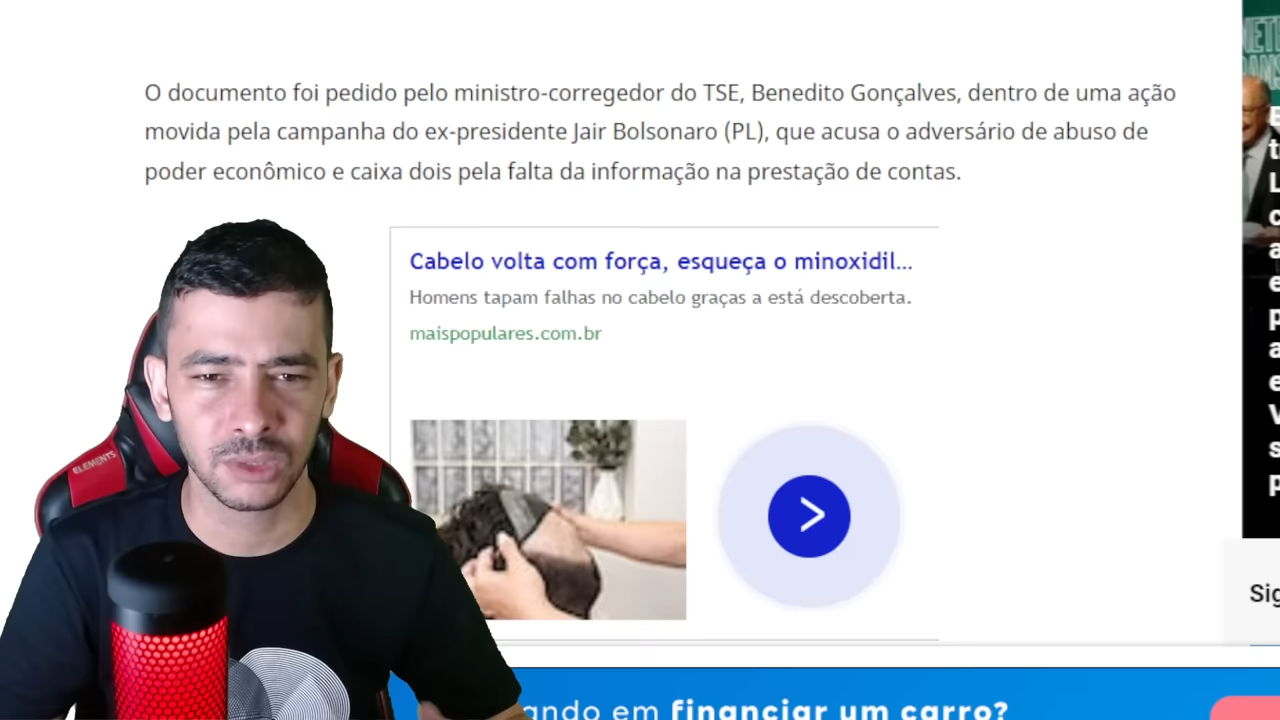 O documento foi pedido pelo ministro-corregedor do TSE, Benedito Gonçalves, dentro de uma ação
movida pela campanha do ex-presidente Jair Bolsonaro (PL), que acusa o adversário de abuso de
poder econômico e caixa dois pela falta da informação na prestação de contas.
Cabelo volta com força, esqueça o minoxidil...
Homens tapam falhas no cabelo graças a está descoberta.
maispopulares.com.br
ELEMENTS
em financiar um carro?